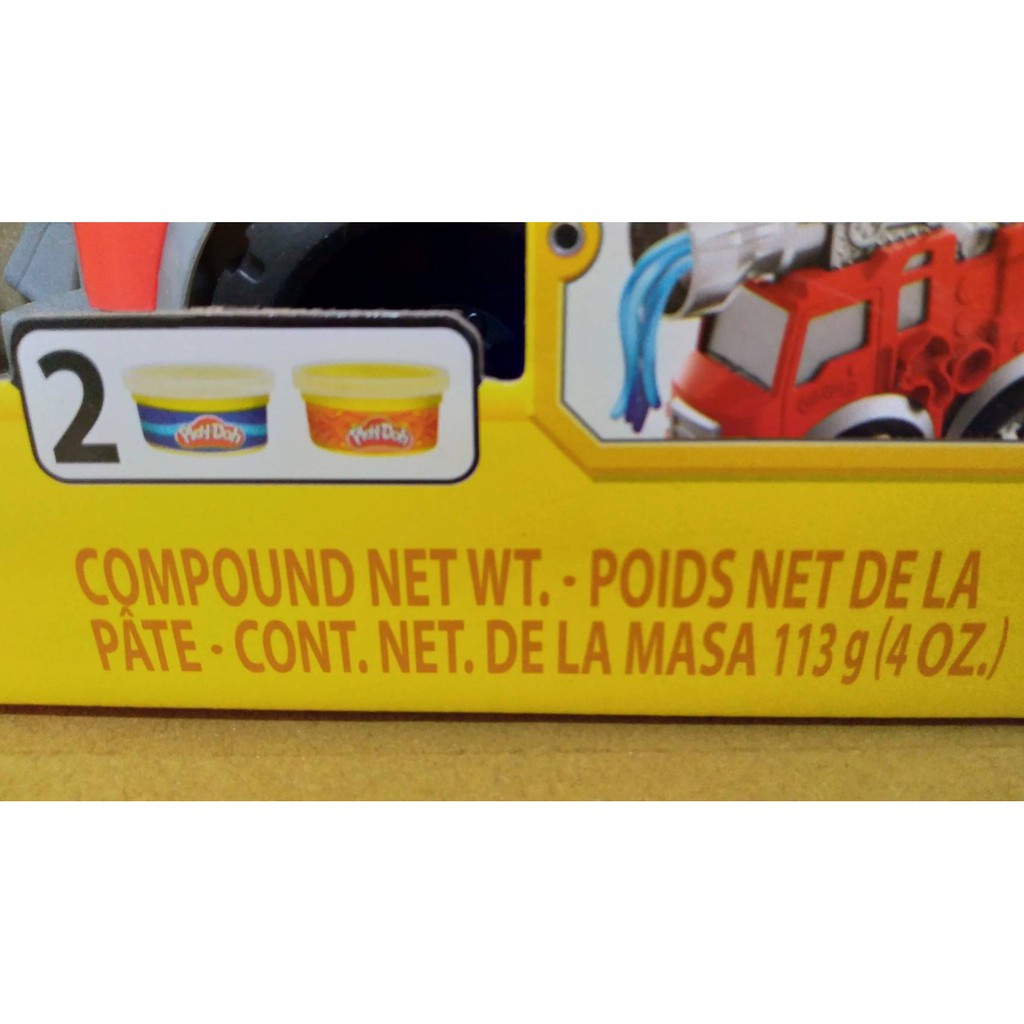 2
Play-Doh
Play-Doh
COMPOUND NET WT. · POIDS NET DE LA
PÂTE · CONT. NET. DE LA MASA 113 g (4 OZ.)